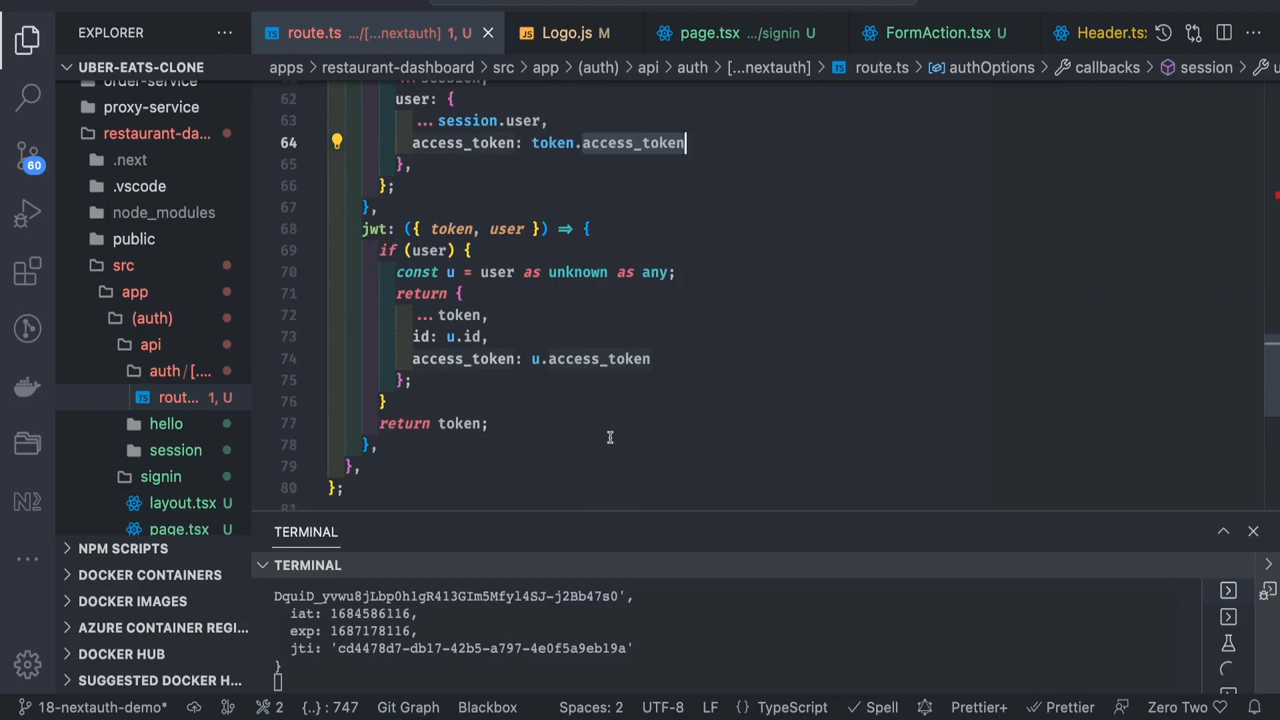 EXPLORER
route.ts .../[...nextauth] 1, U
Logo.js M
page.tsx .../signin U
FormAction.tsx U
Header.tsx
UBER-EATS-CLONE
apps > restaurant-dashboard > src > app > (auth) > api > auth > [...nextauth] > route.ts > authOptions > callbacks > session > u
order-service
proxy-service
restaurant-da...
.next
.vscode
node_modules
public
src
app
(auth)
api
auth/[....
rout... 1, U
hello
session
signin
layout.tsx U
page.tsx U
NPM SCRIPTS
DOCKER CONTAINERS
DOCKER IMAGES
AZURE CONTAINER REGI...
DOCKER HUB
SUGGESTED DOCKER H...
60
...session,
62 user: {
63 ...session.user,
64 access_token: token.access_token
65 },
66 };
67 },
68 jwt: ({ token, user }) => {
69 if (user) {
70 const u = user as unknown as any;
71 return {
72 ...token,
73 id: u.id,
74 access_token: u.access_token
75 };
76 }
77 return token;
78 },
79 },
80 };
81
TERMINAL
TERMINAL
DquiD_yvwu8jLbp0h1gR413GIm5Mfyl4SJ-j2Bb47s0',
iat: 1684586116,
exp: 1687178116,
jti: 'cd4478d7-db17-42b5-a797-4e0f5a9eb19a'
}
18-nextauth-demo* 2 {..} : 747 Git Graph Blackbox Spaces: 2 UTF-8 LF {} TypeScript Spell Prettier+ Prettier Zero Two